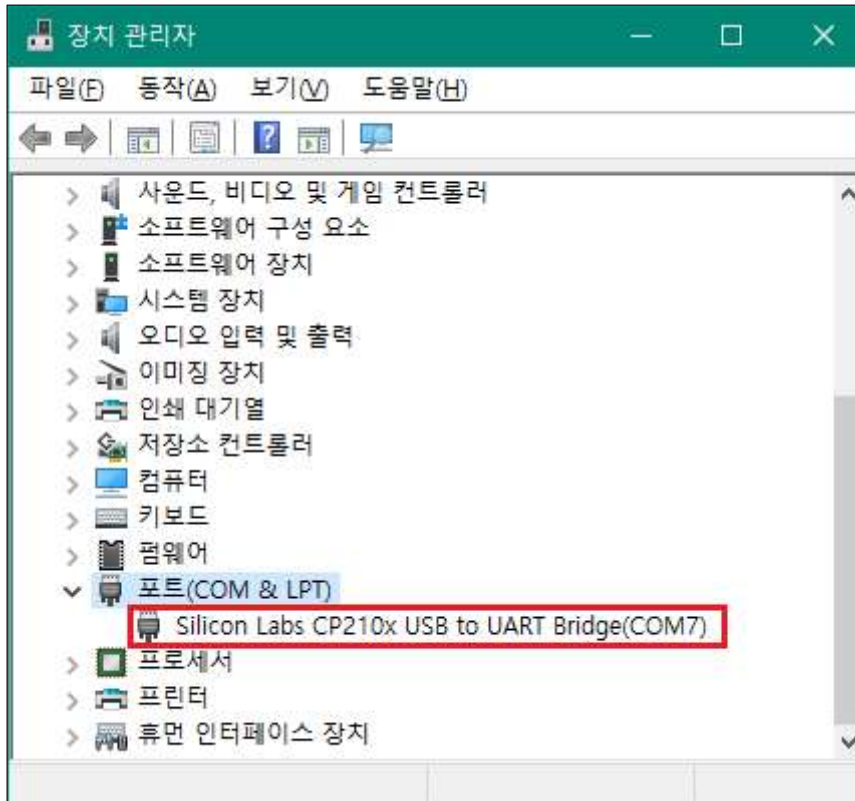 장치 관리자
파일(F) 동작(A) 보기(V) 도움말(H)
사운드, 비디오 및 게임 컨트롤러
소프트웨어 구성 요소
소프트웨어 장치
시스템 장치
오디오 입력 및 출력
이미징 장치
인쇄 대기열
저장소 컨트롤러
컴퓨터
키보드
펌웨어
포트(COM & LPT)
Silicon Labs CP210x USB to UART Bridge(COM7)
프로세서
프린터
휴먼 인터페이스 장치